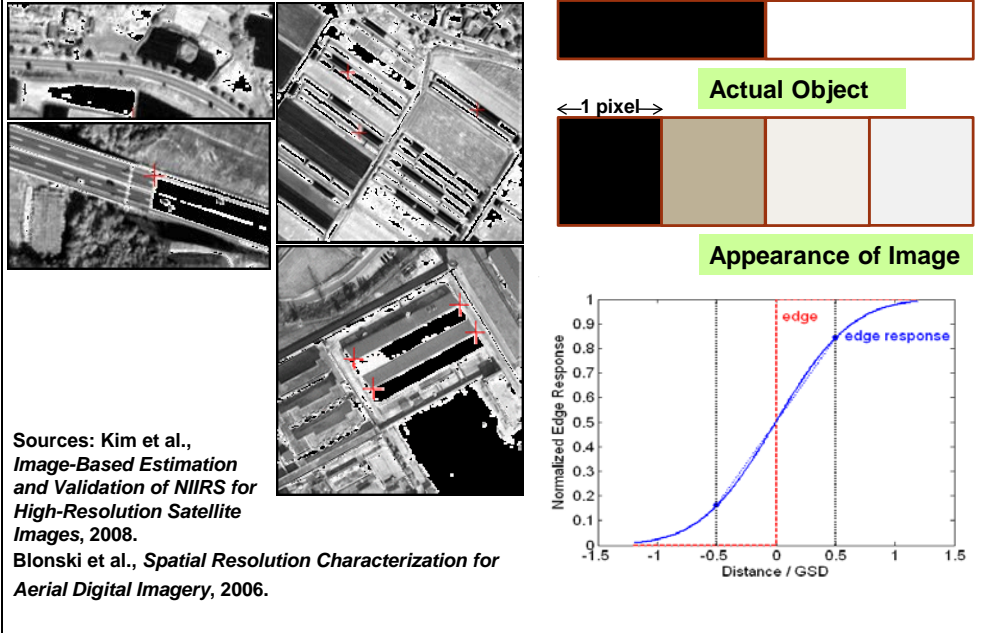 Actual Object
1 pixel
Appearance of Image
Sources: Kim et al.,
Image-Based Estimation
and Validation of NIIRS for
High-Resolution Satellite
Images, 2008.
Blonski et al., Spatial Resolution Characterization for
Aerial Digital Imagery, 2006.
Normalized Edge Response
1
0.9
0.8
0.7
0.6
0.5
0.4
0.3
0.2
0.1
0
edge
edge response
-1.5 -1 -0.5 0 0.5 1 1.5
Distance / GSD